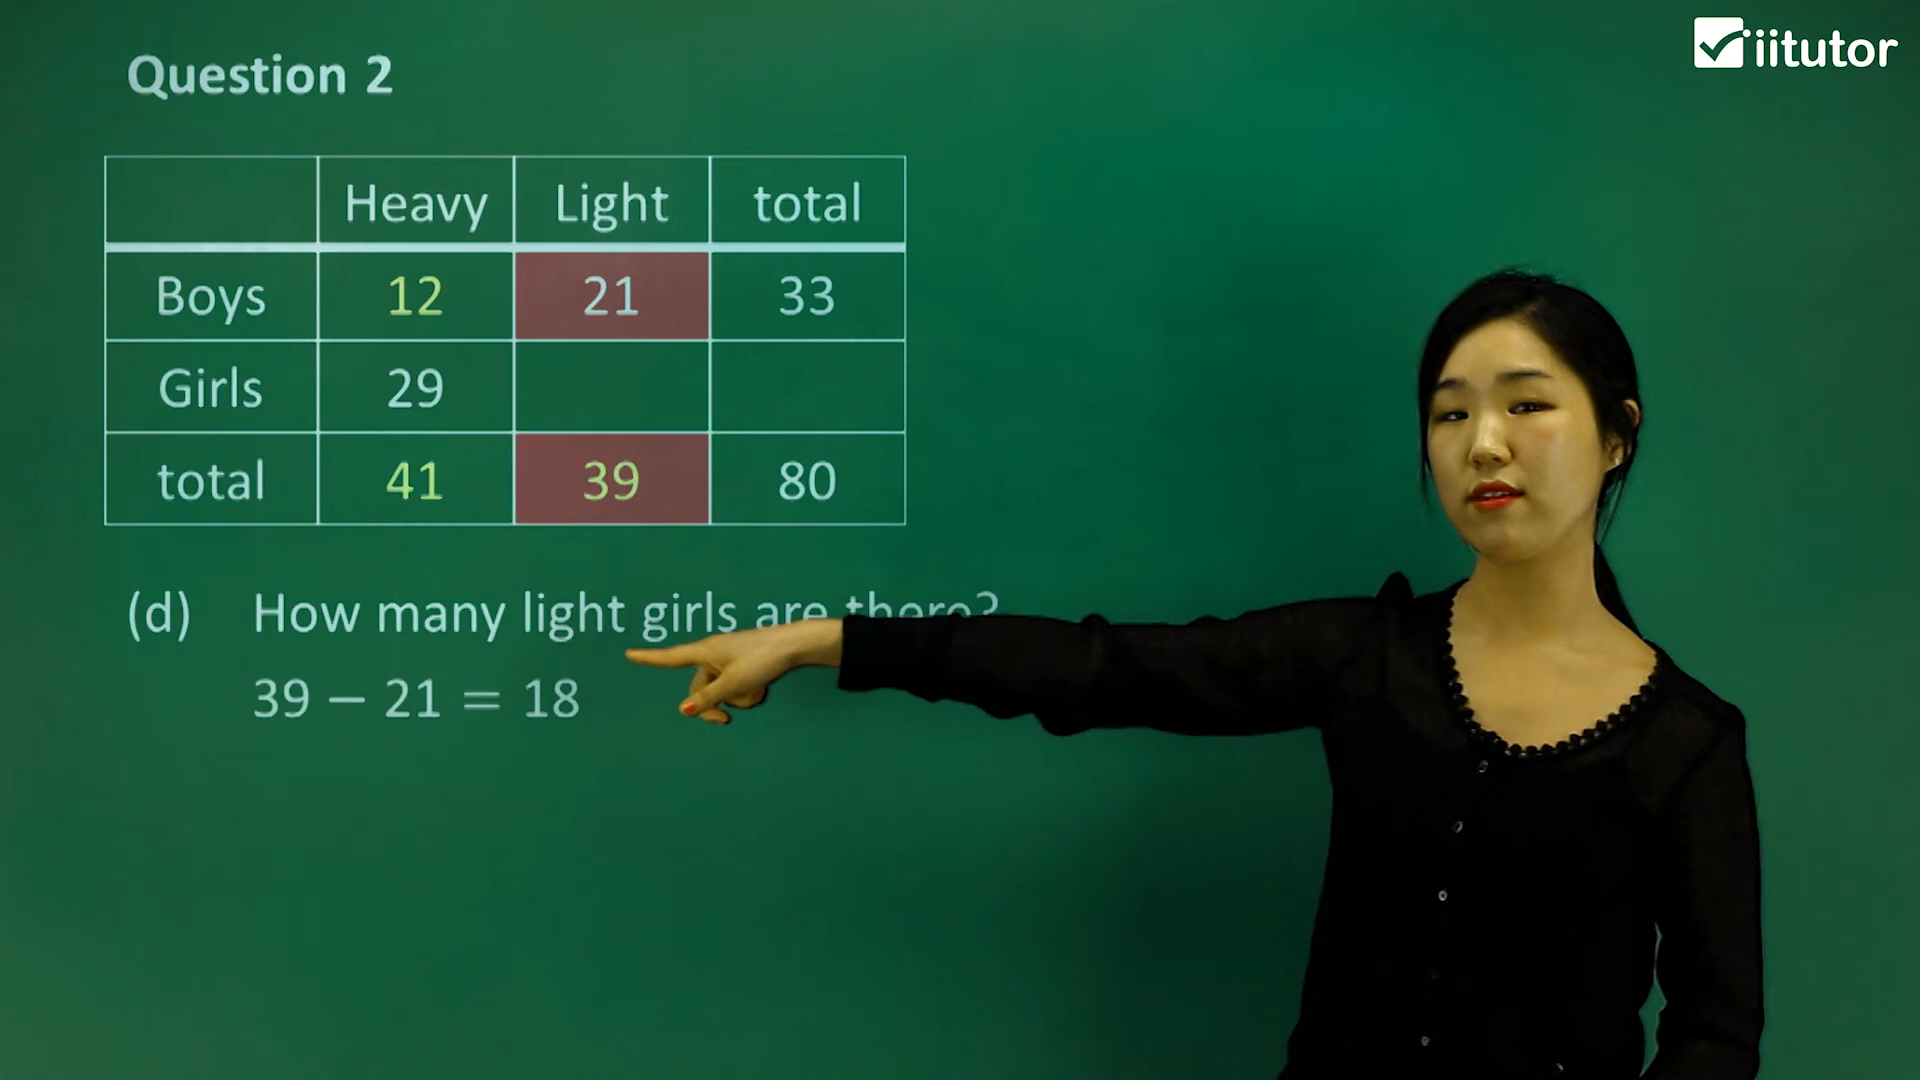 iitutor
Question 2
Heavy Light total
Boys 12 21 33
Girls 29
total 41 39 80
(d) How many light girls are there?
39 − 21 = 18